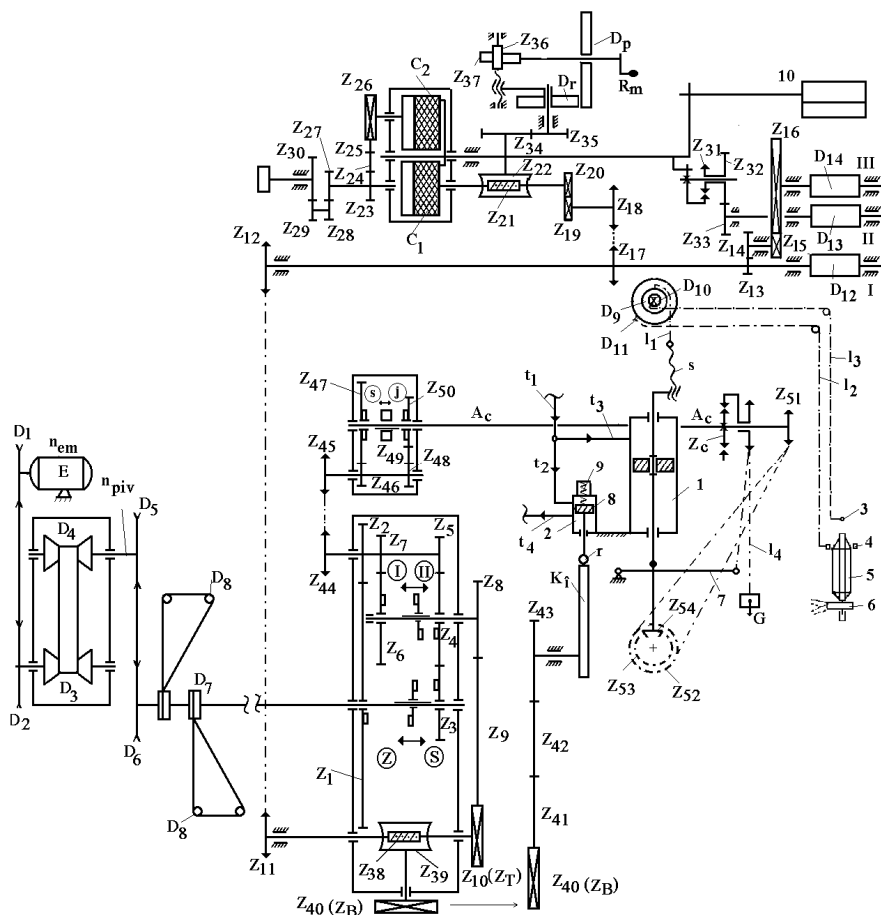 Z36
Dp
C2
Z26
Z37
Dr
Rm
10
Z27
Z30
Z25
Z34
Z35
Z31
Z16
Z32
III
D14
Z24
Z22
Z20
Z23
Z21
Z18
Z29
Z28
C1
Z19
Z33
Z14
Z15
D13
II
Z12
Z17
Z13
D12
I
D10
D9
D11
l1
l3
s
l2
Z47
s
j
Z50
t1
t3
Ac
Ac
Z51
D1
nem
E
Z45
Z49
Z48
Zc
t2
9
8
1
npiv
D5
Z46
2
t4
3
D4
Z2
Z5
Z7
r
l4
4
5
Z44
I
II
Z8
Kî
7
6
D8
Z54
G
Z43
Z6
Z4
Z53
Z52
D3
D7
D2
D6
Z3
Z9
Z42
Z
S
Z1
D8
Z41
Z11
Z38
Z39
Z10(ZT)
Z40(ZB)
Z40(ZB)